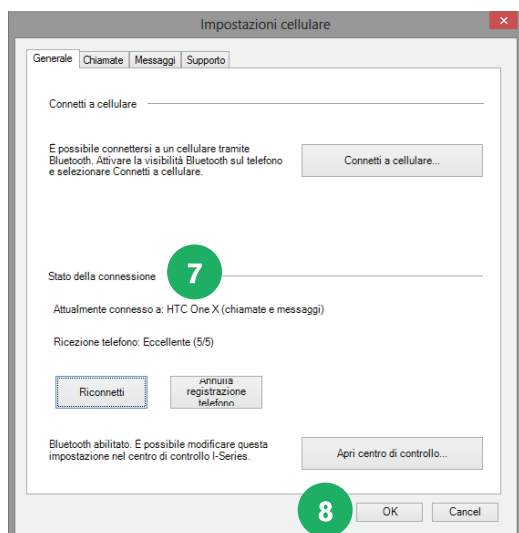 Impostazioni cellulare
Generale Chiamate Messaggi Supporto
Connetti a cellulare
E possibile connettersi a un cellulare tramite
Bluetooth. Attivare la visibilità Bluetooth sul telefono
e selezionare Connetti a cellulare.
Connetti a cellulare...
Stato della connessione
7
Attualmente connesso a: HTC One X (chiamate e messaggi)
Ricezione telefono: Eccellente (5/5)
Riconnetti
Annulla
registrazione
telefono
Bluetooth abilitato. E possibile modificare questa
impostazione nel centro di controllo I-Series.
Apri centro di controllo...
8
OK
Cancel